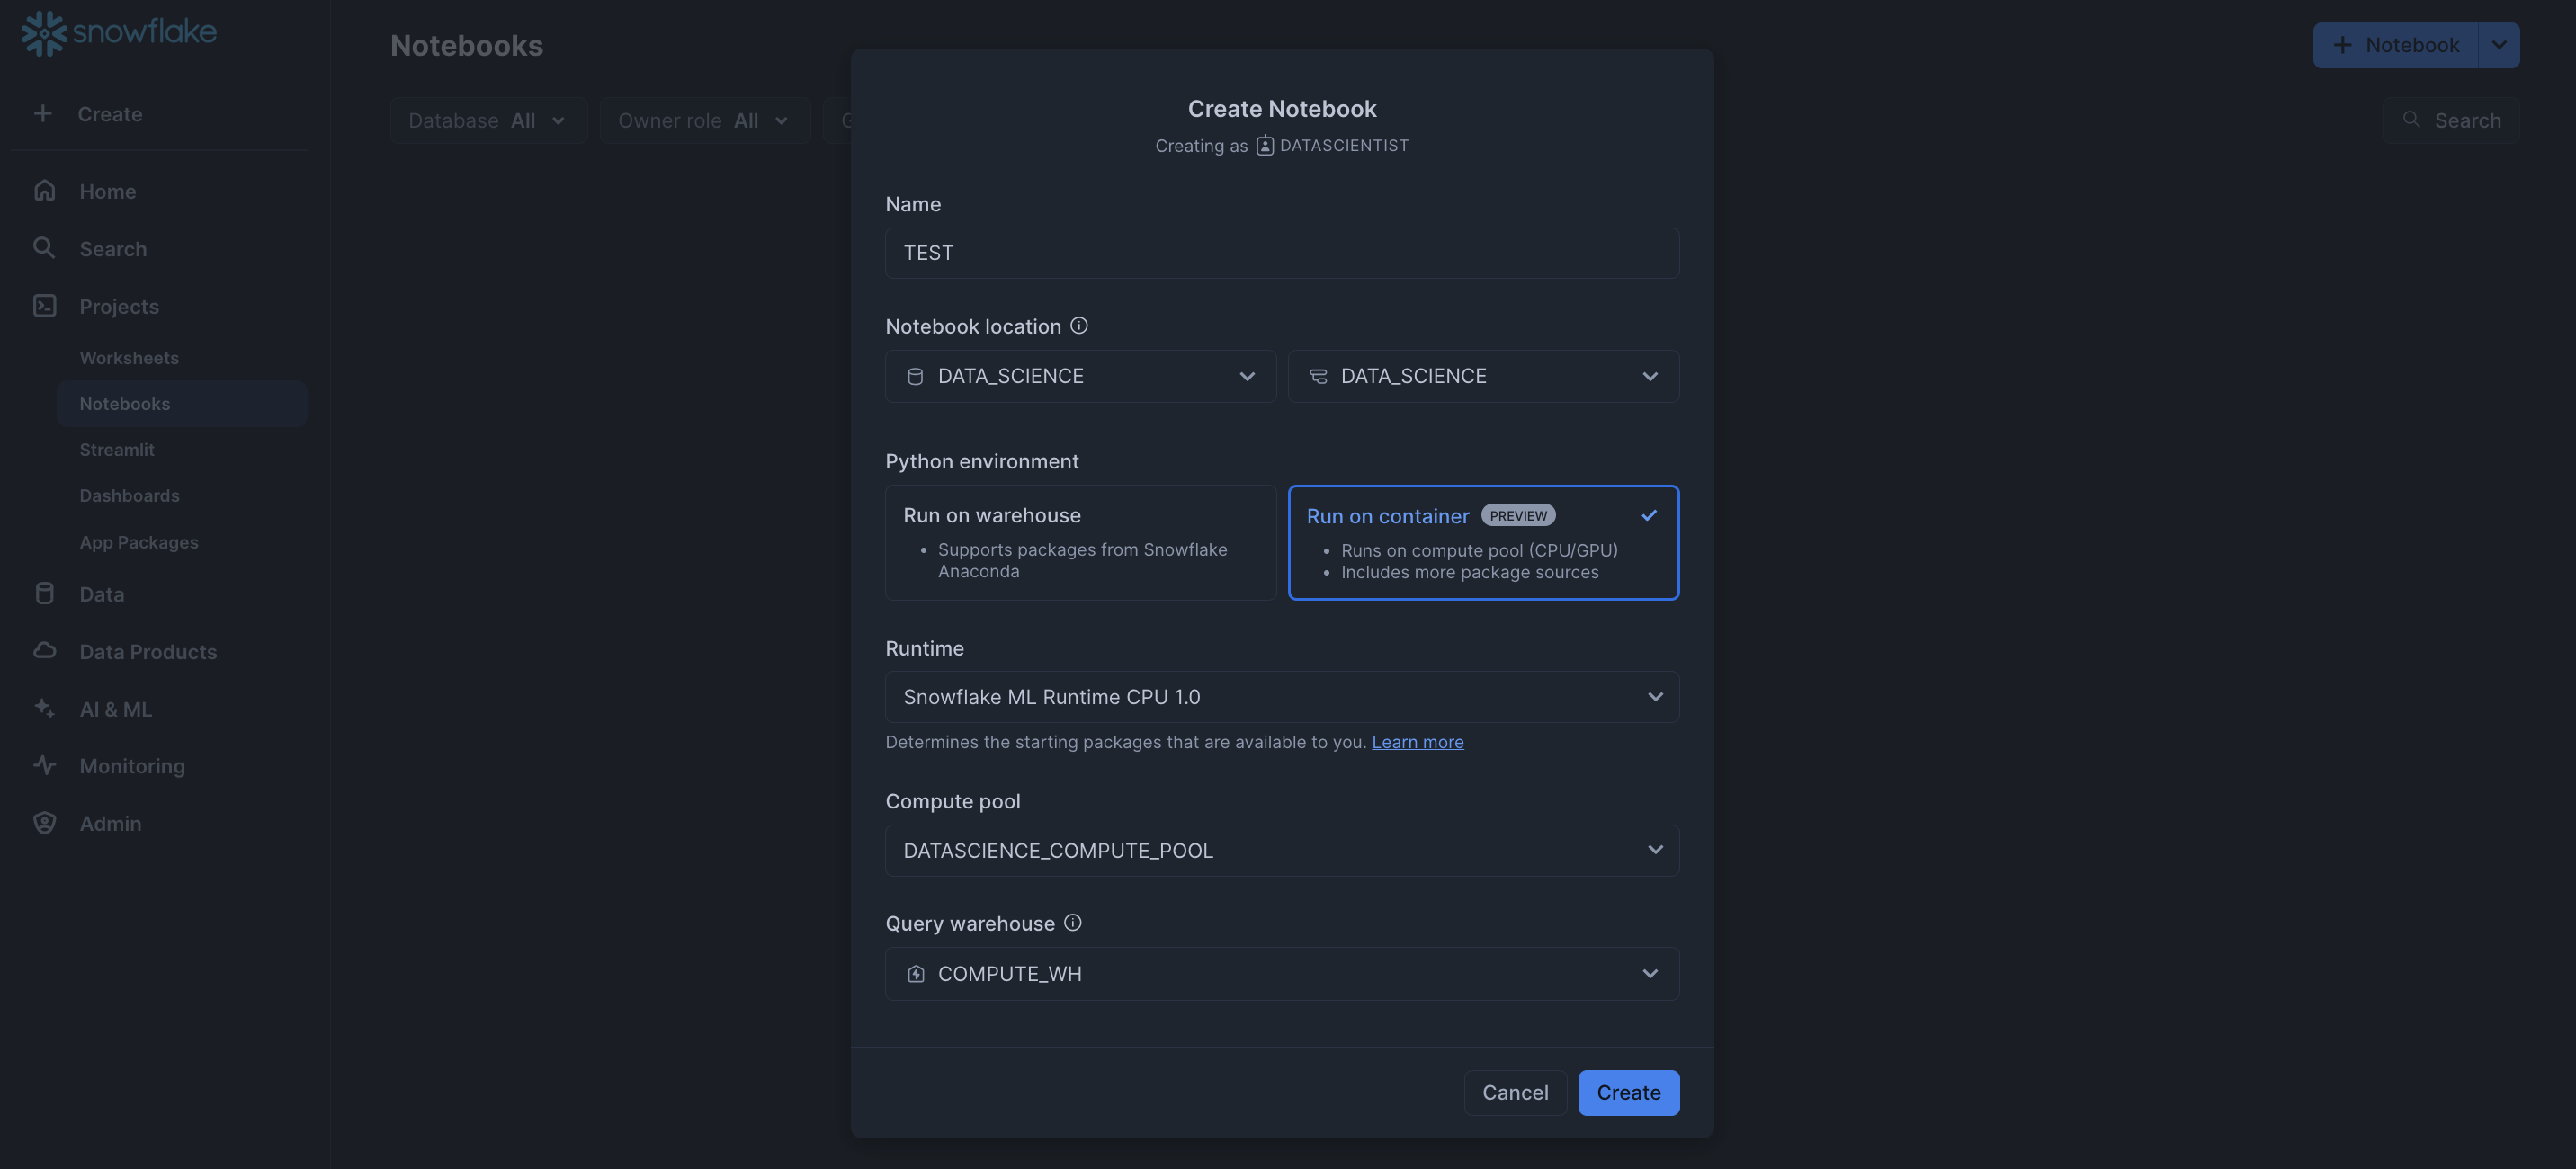 snowflake
Create
Home
Search
Projects
Worksheets
Notebooks
Streamlit
Dashboards
App Packages
Data
Data Products
AI & ML
Monitoring
Admin
Notebooks
Notebook
Database All
Owner role All
Search
Create Notebook
Creating as DATASCIENTIST
Name
TEST
Notebook location
DATA_SCIENCE
DATA_SCIENCE
Python environment
Run on warehouse
• Supports packages from Snowflake
Anaconda
Run on container PREVIEW
• Runs on compute pool (CPU/GPU)
• Includes more package sources
Runtime
Snowflake ML Runtime CPU 1.0
Determines the starting packages that are available to you. Learn more
Compute pool
DATASCIENCE_COMPUTE_POOL
Query warehouse
COMPUTE_WH
Cancel
Create